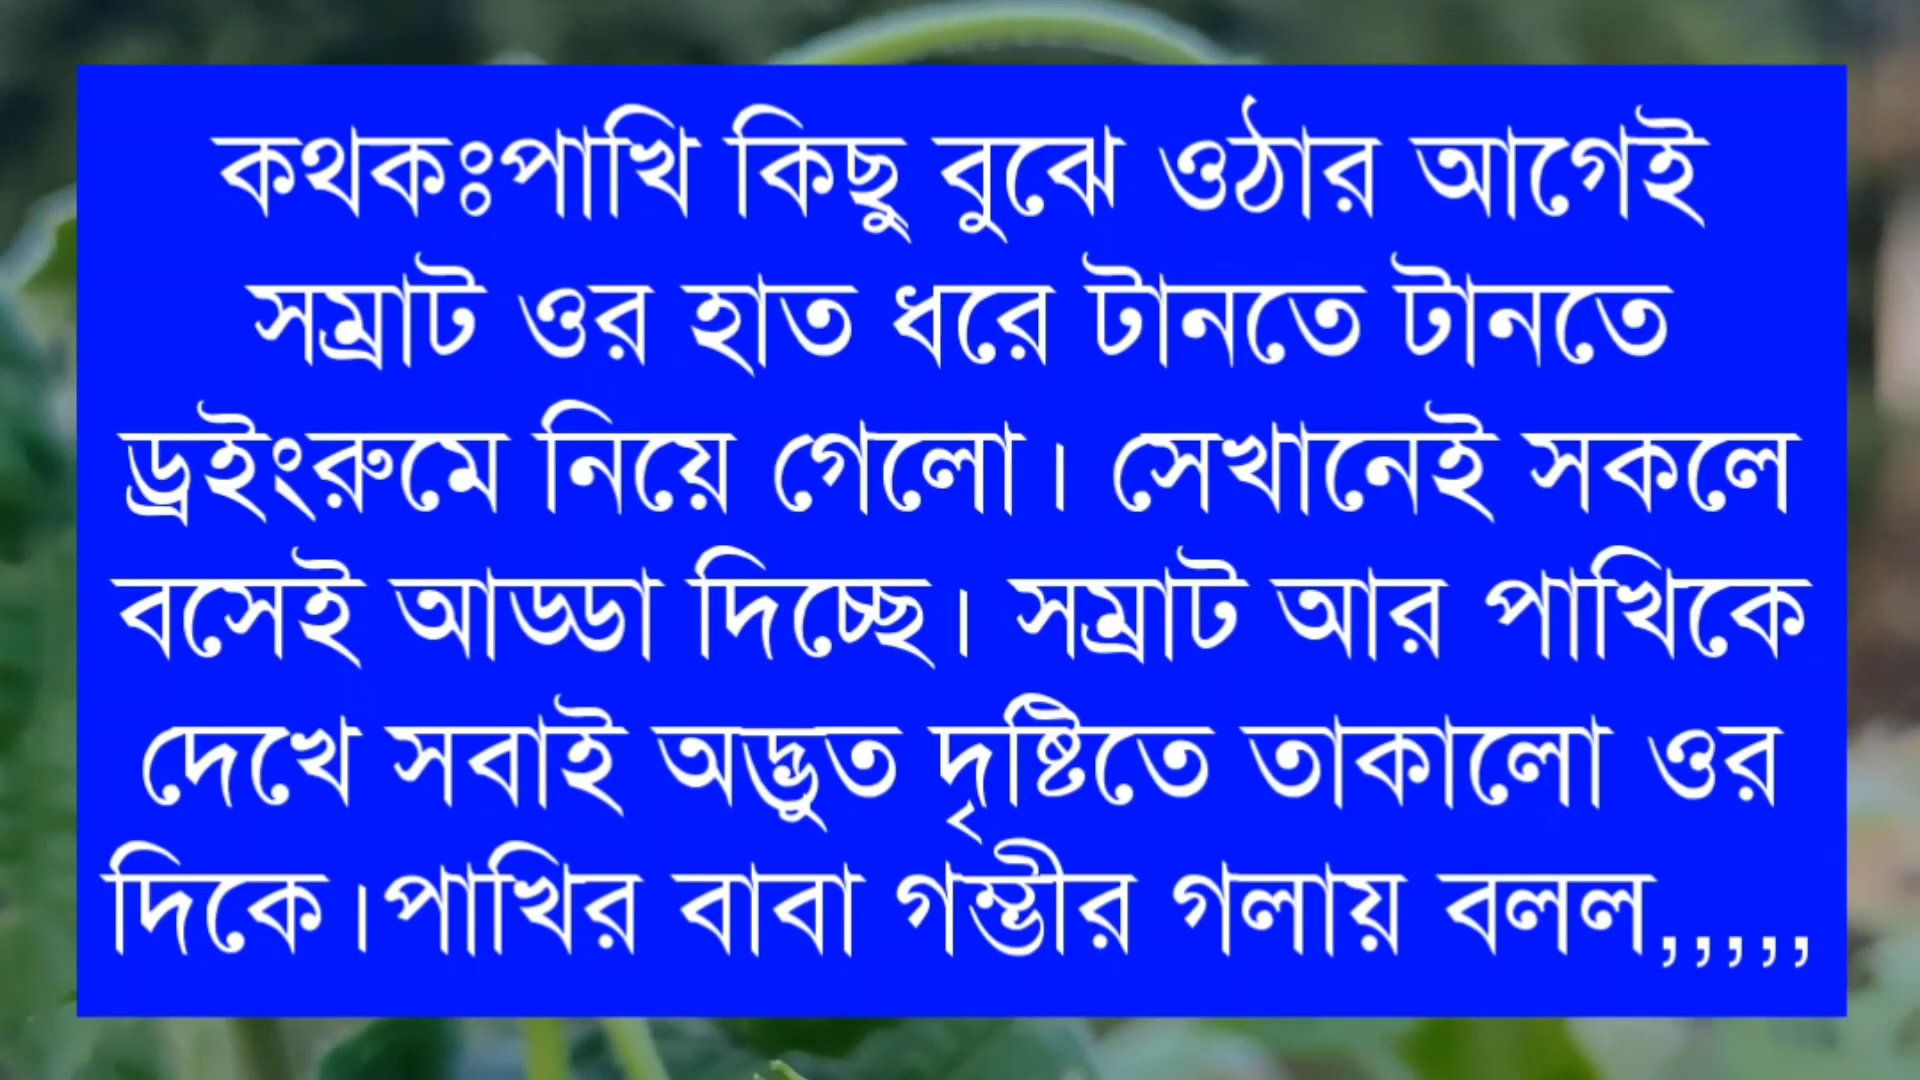 কথকঃপাখি কিছু বুঝে ওঠার আগেই
সম্রাট ওর হাত ধরে টানতে টানতে
ড্রইংরুমে নিয়ে গেলো। সেখানেই সকলে
বসেই আড্ডা দিচ্ছে। সম্রাট আর পাখিকে
দেখে সবাই অদ্ভুত দৃষ্টিতে তাকালো ওর
দিকে।পাখির বাবা গম্ভীর গলায় বলল,,,,,